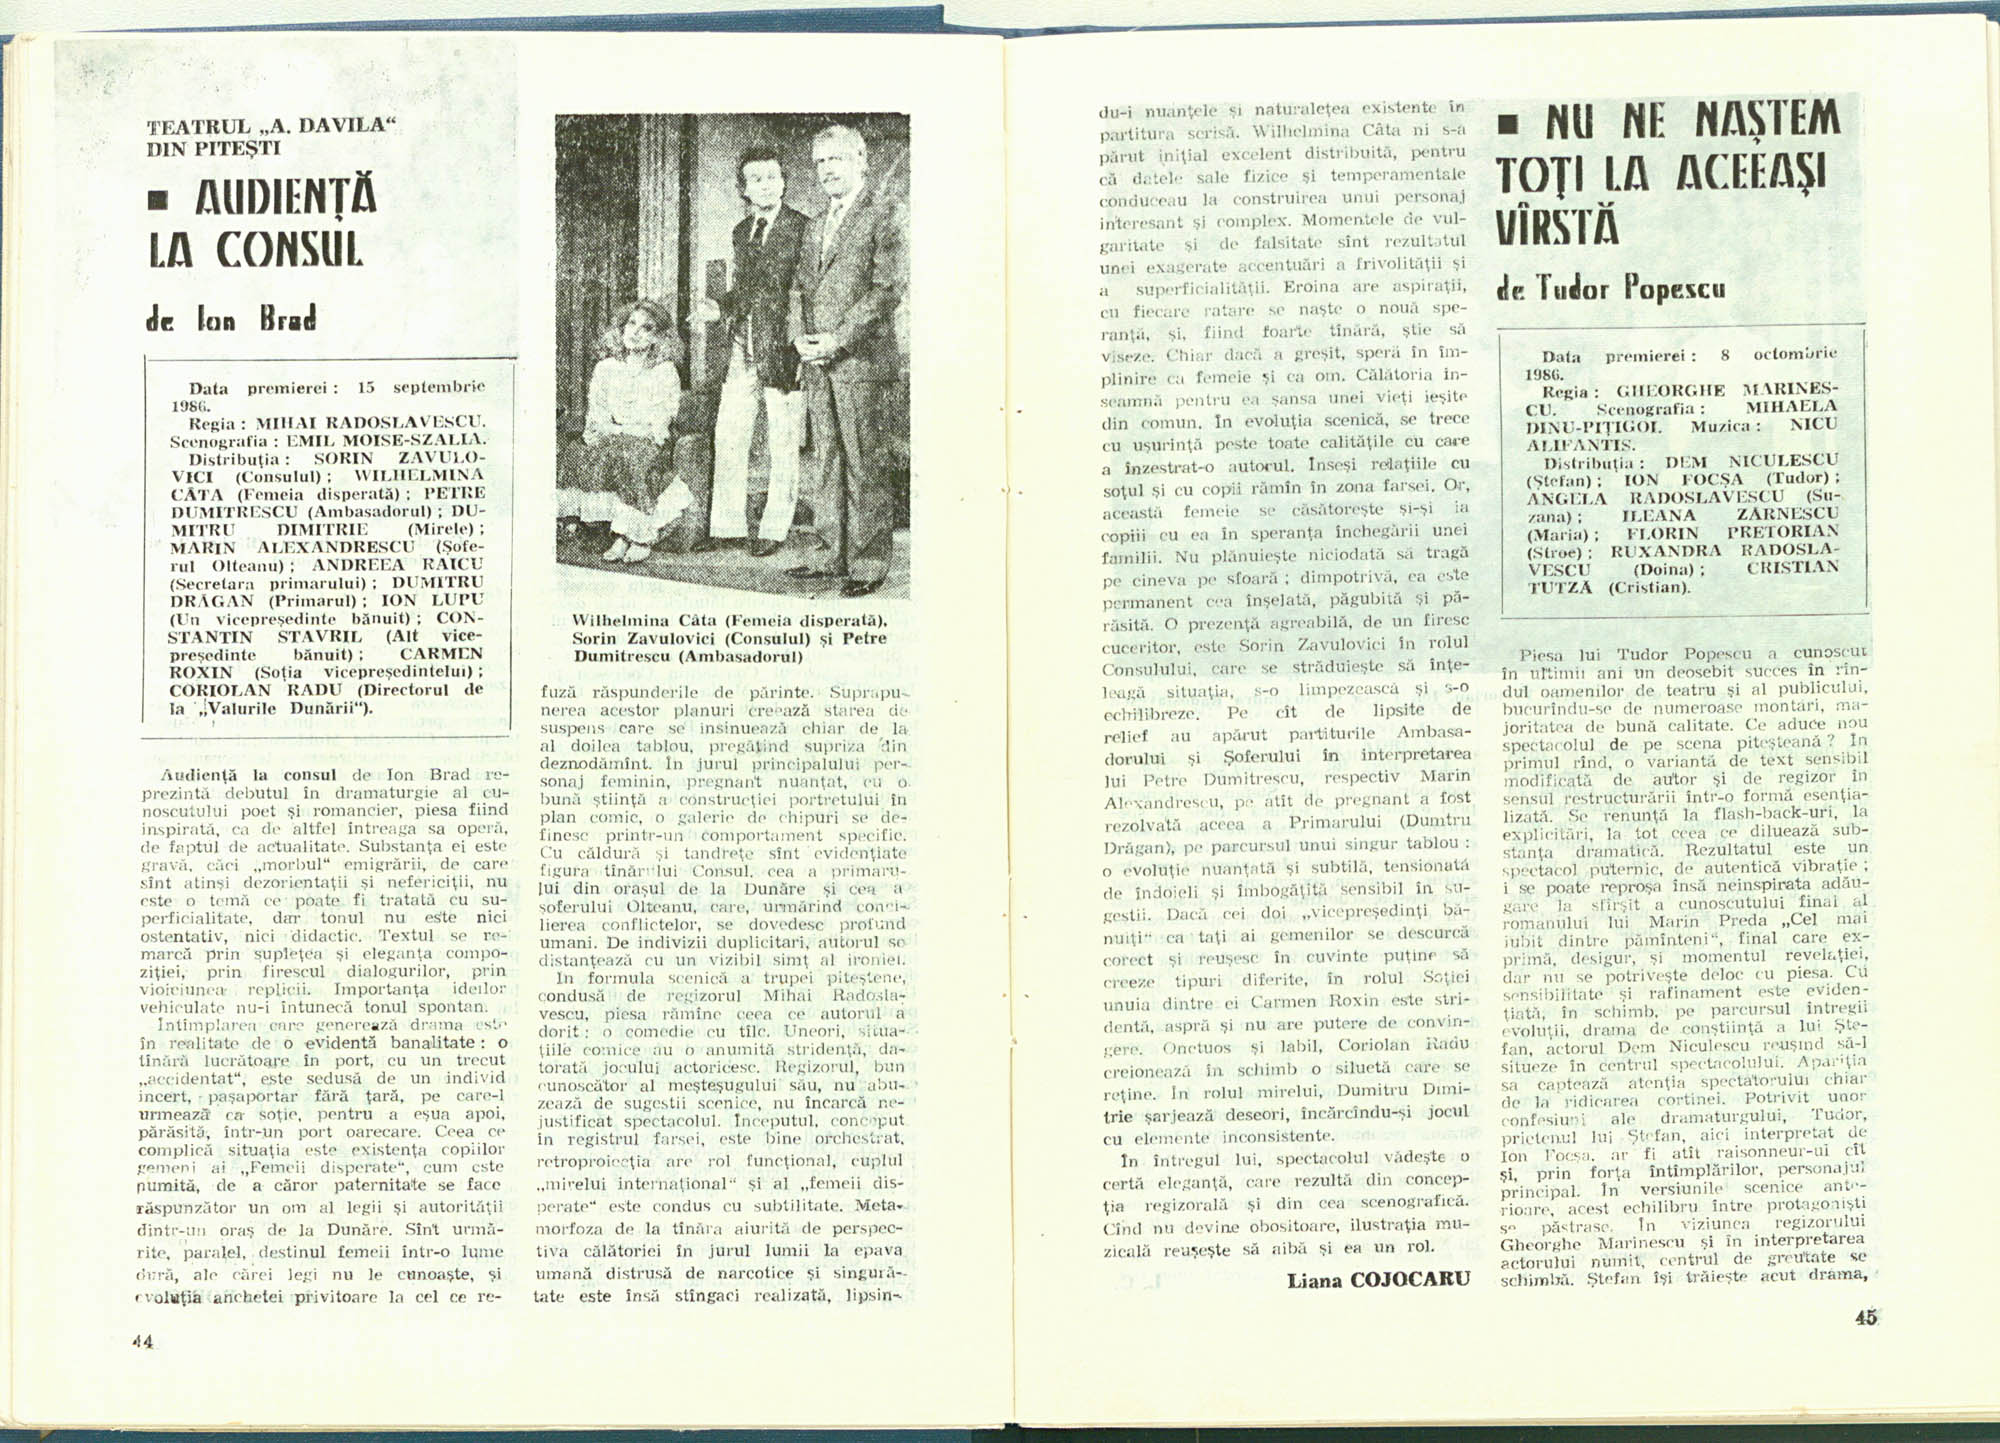 TEATRUL „A. DAVILA“
DIN PITEȘTI
■ AUDIENȚĂ
LA CONSUL
de Ion Brad
Data premierei : 15 septembrie
1986.
Regia : MIHAI RADOSLAVESCU.
Scenografia : EMIL MOISE-SZALLA.
Distribuția : SORIN ZAVULO-
VICI (Consulul) ; WILHELMINA
CÂTA (Femeia disperată) ; PETRE
DUMITRESCU (Ambasadorul) ; DU-
MITRU DIMITRIE (Mirele) ;
MARIN ALEXANDRESCU (Șofe-
rul Olteanu) ; ANDREEA RAICU
(Secretara primarului) ; DUMITRU
DRĂGAN (Primarul) ; ION LUPU
(Un vicepreședinte bănuit) ; CON-
STANTIN STAVRIL (Alt vice-
președinte bănuit) ; CARMEN
ROXIN (Soția vicepreședintelui) ;
CORIOLAN RADU (Directorul de
la „Valurile Dunării“).
Audiență la consul de Ion Brad re-
prezintă debutul în dramaturgie al cu-
noscutului poet și romancier, piesa fiind
inspirată, ca de altfel întreaga sa operă,
de faptul de actualitate. Substanța ei este
gravă, căci „morbul“ emigrării, de care
sînt atinși dezorientații și nefericiții, nu
este o temă ce poate fi tratată cu su-
perficialitate, dar tonul nu este nici
ostentativ, nici didactic. Textul se re-
marcă prin suplețea și eleganța compo-
ziției, prin firescul dialogurilor, prin
vioiciunea replicii. Importanța ideilor
vehiculate nu-i întunecă tonul spontan.
Întîmplarea care generează drama este
în realitate de o evidentă banalitate : o
tînără lucrătoare în port, cu un trecut
„accidentat“, este sedusă de un individ
incert, pașaportar fără țară, pe care-l
urmează ca soție, pentru a eșua apoi,
părăsită, într-un port oarecare. Ceea ce
complică situația este existența copiilor
gemeni ai „Femeii disperate“, cum este
numită, de a căror paternitate se face
răspunzător un om al legii și autorității
dintr-un oraș de la Dunăre. Sînt urmă-
rite, paralel, destinul femeii într-o lume
dură, ale cărei legi nu le cunoaște, și
evoluția anchetei privitoare la cel ce re-
44
Wilhelmina Câta (Femeia disperată),
Sorin Zavulovici (Consulul) și Petre
Dumitrescu (Ambasadorul)
fuză răspunderile de părinte. Suprapu-
nerea acestor planuri creează starea de
suspens care se insinuează chiar de la
al doilea tablou, pregătind supriza din
deznodămînt. În jurul principalului per-
sonaj feminin, pregnant nuanțat, cu o
bună știință a construcției portretului în
plan comic, o galerie de chipuri se de-
finesc printr-un comportament specific.
Cu căldură și tandrețe sînt evidențiate
figura tînărului Consul, cea a primaru-
lui din orașul de la Dunăre și cea a
șoferului Olteanu, care, urmărind conci-
lierea conflictelor, se dovedesc profund
umani. De indivizii duplicitari, autorul se
distanțează cu un vizibil simț al ironiei.
În formula scenică a trupei piteștene,
condusă de regizorul Mihai Radosla-
vescu, piesa rămîne ceea ce autorul a
dorit : o comedie cu tîlc. Uneori, situa-
țiile comice au o anumită stridență, da-
torată jocului actoricesc. Regizorul, bun
cunoscător al meșteșugului său, nu abu-
zează de sugestii scenice, nu încarcă ne-
justificat spectacolul. Începutul, conceput
în registrul farsei, este bine orchestrat,
retroproiecția are rol funcțional, cuplul
„mirelui internațional“ și al „femeii dis-
perate“ este condus cu subtilitate. Meta-
morfoza de la tînăra aiurită de perspec-
tiva călătoriei în jurul lumii la epava
umană distrusă de narcotice și singură-
tate este însă stîngaci realizată, lipsin-
du-i nuanțele și naturalețea existente în
partitura scrisă. Wilhelmina Câta ni s-a
părut inițial excelent distribuită, pentru
că datele sale fizice și temperamentale
conduceau la construirea unui personaj
interesant și complex. Momentele de vul-
garitate și de falsitate sînt rezultatul
unei exagerate accentuări a frivolității și
a superficialității. Eroina are aspirații,
cu fiecare ratare se naște o nouă spe-
ranță, și, fiind foarte tînără, știe să
viseze. Chiar dacă a greșit, speră în îm-
plinire ca femeie și ca om. Călătoria în-
seamnă pentru ea șansa unei vieți ieșite
din comun. În evoluția scenică, se trece
cu ușurință peste toate calitățile cu care
a înzestrat-o autorul. Inseși relațiile cu
soțul și cu copii rămîn în zona farsei. Or,
această femeie se căsătorește și-și ia
copiii cu ea în speranța închegării unei
familii. Nu plănuiește niciodată să tragă
pe cineva pe sfoară ; dimpotrivă, ea este
permanent cea înșelată, păgubită și pă-
răsită. O prezență agreabilă, de un firesc
cuceritor, este Sorin Zavulovici în rolul
Consulului, care se străduiește să înțe-
leagă situația, s-o limpezească și s-o
echilibreze. Pe cît de lipsite de
relief au apărut partiturile Ambasa-
dorului și Șoferului în interpretarea
lui Petre Dumitrescu, respectiv Marin
Alexandrescu, pe atît de pregnant a fost
rezolvată aceea a Primarului (Dumtru
Drăgan), pe parcursul unui singur tablou :
o evoluție nuanțată și subtilă, tensionată
de îndoieli și îmbogățită sensibil în su-
gestii. Dacă cei doi „vicepreședinți bă-
nuiți“ ca tați ai gemenilor se descurcă
corect și reușesc în cuvinte puține să
creeze tipuri diferite, în rolul Soției
unuia dintre ei Carmen Roxin este stri-
dentă, aspră și nu are putere de convin-
gere. Onctuos și labil, Coriolan Radu
creionează în schimb o siluetă care se
reține. În rolul mirelui, Dumitru Dimi-
trie șarjează deseori, încărcîndu-și jocul
cu elemente inconsistente.
În întregul lui, spectacolul vădește o
certă eleganță, care rezultă din concep-
ția regizorală și din cea scenografică.
Cînd nu devine obositoare, ilustrația mu-
zicală reușește să aibă și ea un rol.
Liana COJOCARU
■ NU NE NAȘTEM
TOȚI LA ACEEAȘI
VÎRSTĂ
de Tudor Popescu
Data premierei : 8 octombrie
1986.
Regia : GHEORGHE MARINES-
CU. Scenografia : MIHAELA
DINU-PIȚIGOI. Muzica : NICU
ALIFANTIS.
Distribuția : DEM NICULESCU
(Ștefan) ; ION FOCȘA (Tudor) ;
ANGELA RADOSLAVESCU (Su-
zana) ; ILEANA ZĂRNESCU
(Maria) ; FLORIN PRETORIAN
(Stroe) ; RUXANDRA RADOSLA-
VESCU (Doina) ; CRISTIAN
TUTZĂ (Cristian).
Piesa lui Tudor Popescu a cunoscut
în ultimii ani un deosebit succes în rîn-
dul oamenilor de teatru și al publicului,
bucurîndu-se de numeroase montări, ma-
joritatea de bună calitate. Ce aduce nou
spectacolul de pe scena piteșteană ? În
primul rînd, o variantă de text sensibil
modificată de autor și de regizor în
sensul restructurării într-o formă esenția-
lizată. Se renunță la flash-back-uri, la
explicitări, la tot ceea ce diluează sub-
stanța dramatică. Rezultatul este un
spectacol puternic, de autentică vibrație ;
i se poate reproșa însă neinspirata adău-
gare la sfîrșit a cunoscutului final al
romanului lui Marin Preda „Cel mai
iubit dintre pămînteni“, final care ex-
primă, desigur, și momentul revelației,
dar nu se potrivește deloc cu piesa. Cu
sensibilitate și rafinament este eviden-
țiată, în schimb, pe parcursul întregii
evoluții, drama de conștiință a lui Ște-
fan, actorul Dem Niculescu reușind să-l
situeze în centrul spectacolului. Apariția
sa captează atenția spectatorului chiar
de la ridicarea cortinei. Potrivit unor
confesiuni ale dramaturgului, Tudor,
prietenul lui Ștefan, aici interpretat de
Ion Focșa, ar fi atît raisonneur-ui cît
și, prin forța întîmplărilor, personajul
principal. În versiunile scenice ante-
rioare, acest echilibru între protagoniști
se păstrase. În viziunea regizorului
Gheorghe Marinescu și în interpretarea
actorului numit, centrul de greutate se
schimbă. Ștefan își trăiește acut drama,
45